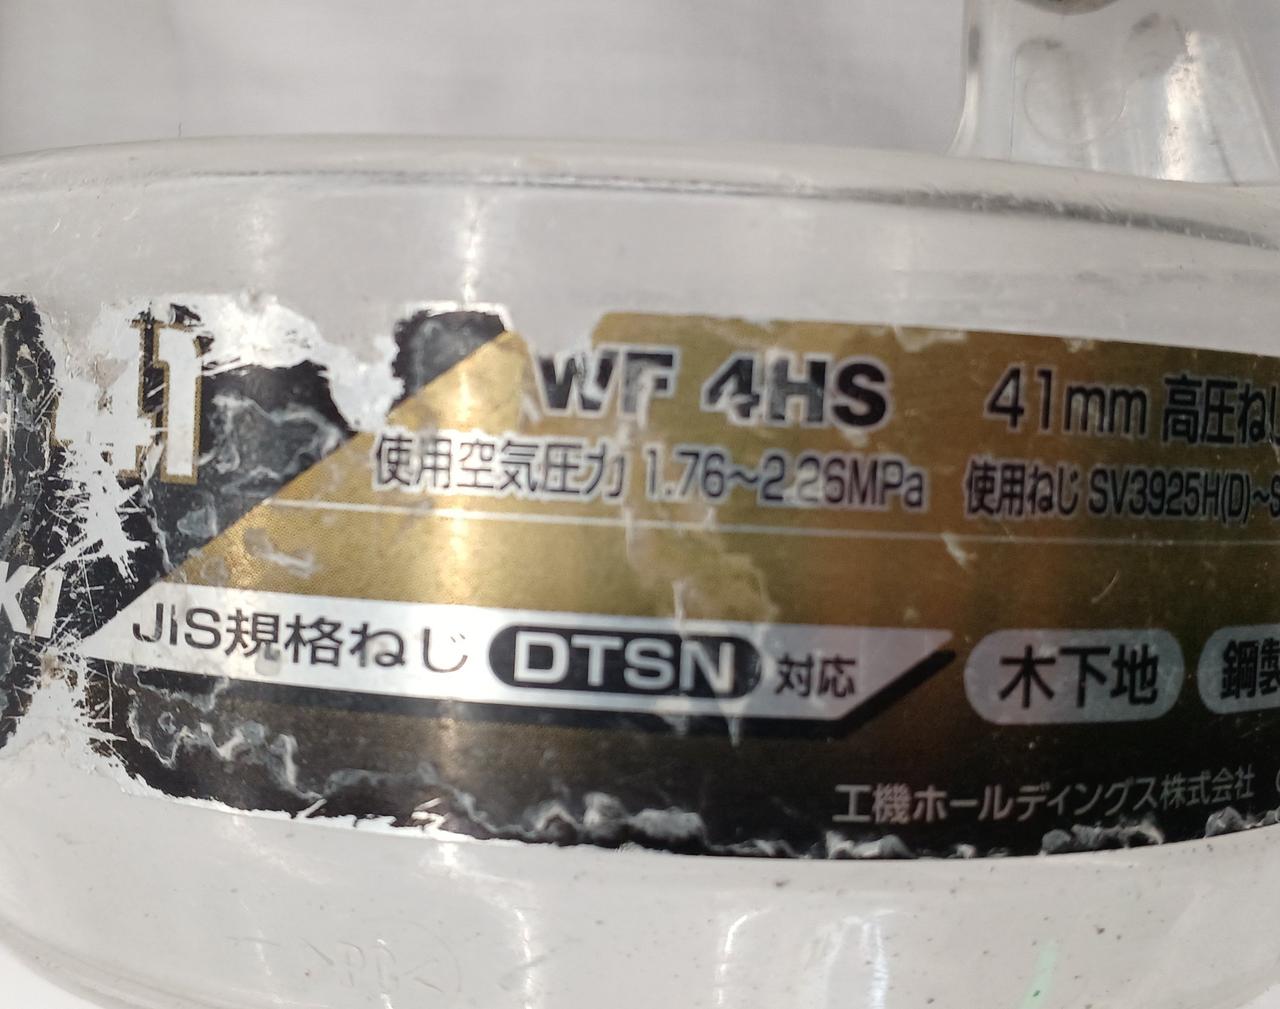 41
WF 4HS 41mm 高圧ね
使用空気圧力 1.76～2.26MPa 使用ねじ SV3925H(D)～
KI
JIS規格ねじ DTSN 対応 木下地 鋼製
工機ホールディングス株式会社